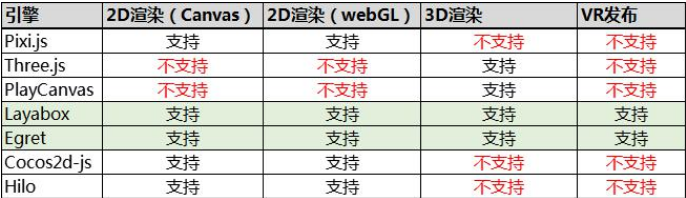 引擎 2D渲染（Canvas） 2D渲染（webGL） 3D渲染 VR发布
Pixi.js 支持 支持 不支持 不支持
Three.js 不支持 不支持 支持 不支持
PlayCanvas 不支持 不支持 支持 不支持
Layabox 支持 支持 支持 支持
Egret 支持 支持 支持 支持
Cocos2d-js 支持 支持 不支持 不支持
Hilo 支持 支持 不支持 不支持